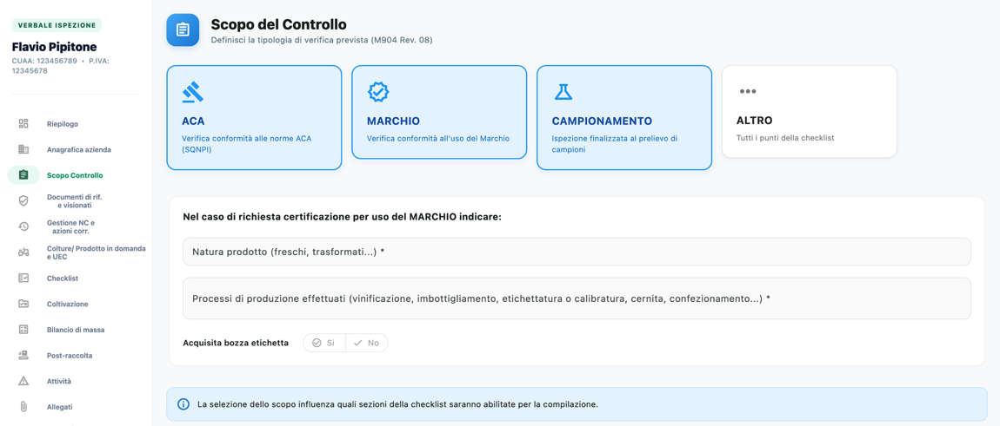 VERBALE ISPEZIONE
Flavio Pipitone
CUAA: 123456789 • P.IVA:
12345678
Riepilogo
Anagrafica azienda
Scopo Controllo
Documenti di rif.
e visionati
Gestione NC e
azioni corr.
Colture/ Prodotto in domanda
e UEC
Checklist
Coltivazione
Bilancio di massa
Post-raccolta
Attività
Allegati
Scopo del Controllo
Definisci la tipologia di verifica prevista (M904 Rev. 08)
ACA
Verifica conformità alle norme ACA
(SQNPI)
MARCHIO
Verifica conformità all'uso del Marchio
CAMPIONAMENTO
Ispezione finalizzata al prelievo di
campioni
ALTRO
Tutti i punti della checklist
Nel caso di richiesta certificazione per uso del MARCHIO indicare:
Natura prodotto (freschi, trasformati...) *
Processi di produzione effettuati (vinificazione, imbottigliamento, etichettatura o calibratura, cernita, confezionamento...) *
Acquisita bozza etichetta
Si
No
La selezione dello scopo influenza quali sezioni della checklist saranno abilitate per la compilazione.